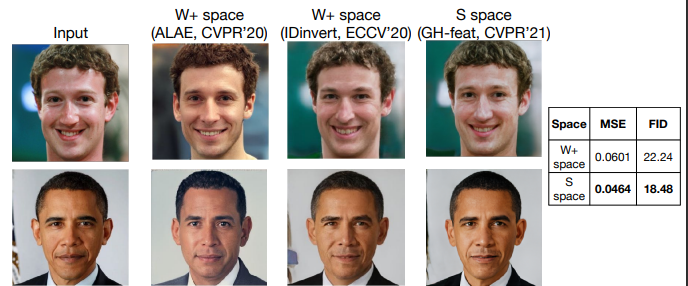 Input
W+ space
(ALAE, CVPR'20)
W+ space
(IDinvert, ECCV'20)
S space
(GH-feat, CVPR'21)
Space MSE FID
W+ space 0.0601 22.24
S space 0.0464 18.48